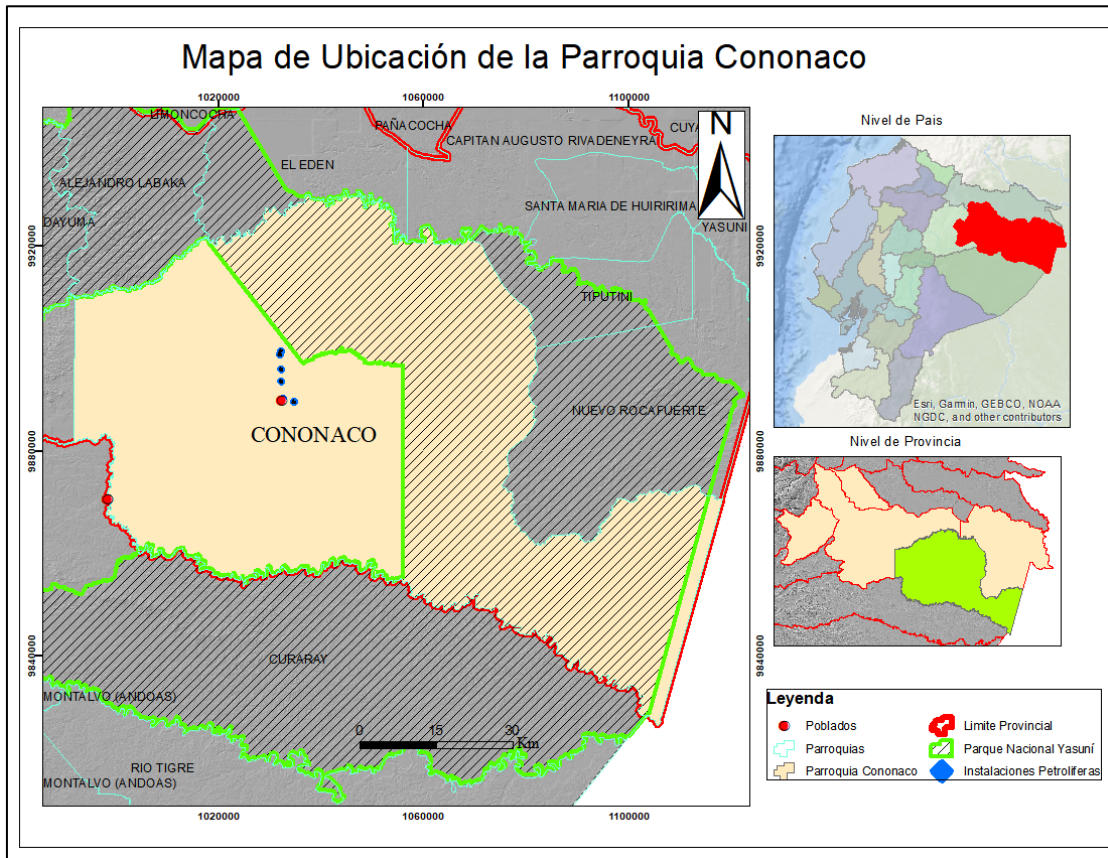 Mapa de Ubicación de la Parroquia Cononaco
1020000 1060000 1100000
LIMONCOCHA
PAÑACOCHA
CAPITAN AUGUSTO RIVADENEYRA
CUYA
N
EL EDEN
ALEJANDRO LABAKA
DAYUMA
SANTA MARIA DE HUIRIRIMA
YASUNI
9920000 9920000
TIPUTINI
NUEVO ROCAFUERTE
CONONACO
9880000 9880000
CURARAY
9840000 9840000
MONTALVO (ANDOAS)
0 15 30
Km
RIO TIGRE
MONTALVO (ANDOAS)
1020000 1060000 1100000
Nivel de Pais
Esri, Garmin, GEBCO, NOAA
NGDC, and other contributors
Nivel de Provincia
Leyenda
Poblados
Parroquias
Parroquia Cononaco
Limite Provincial
Parque Nacional Yasuní
Instalaciones Petrolíferas